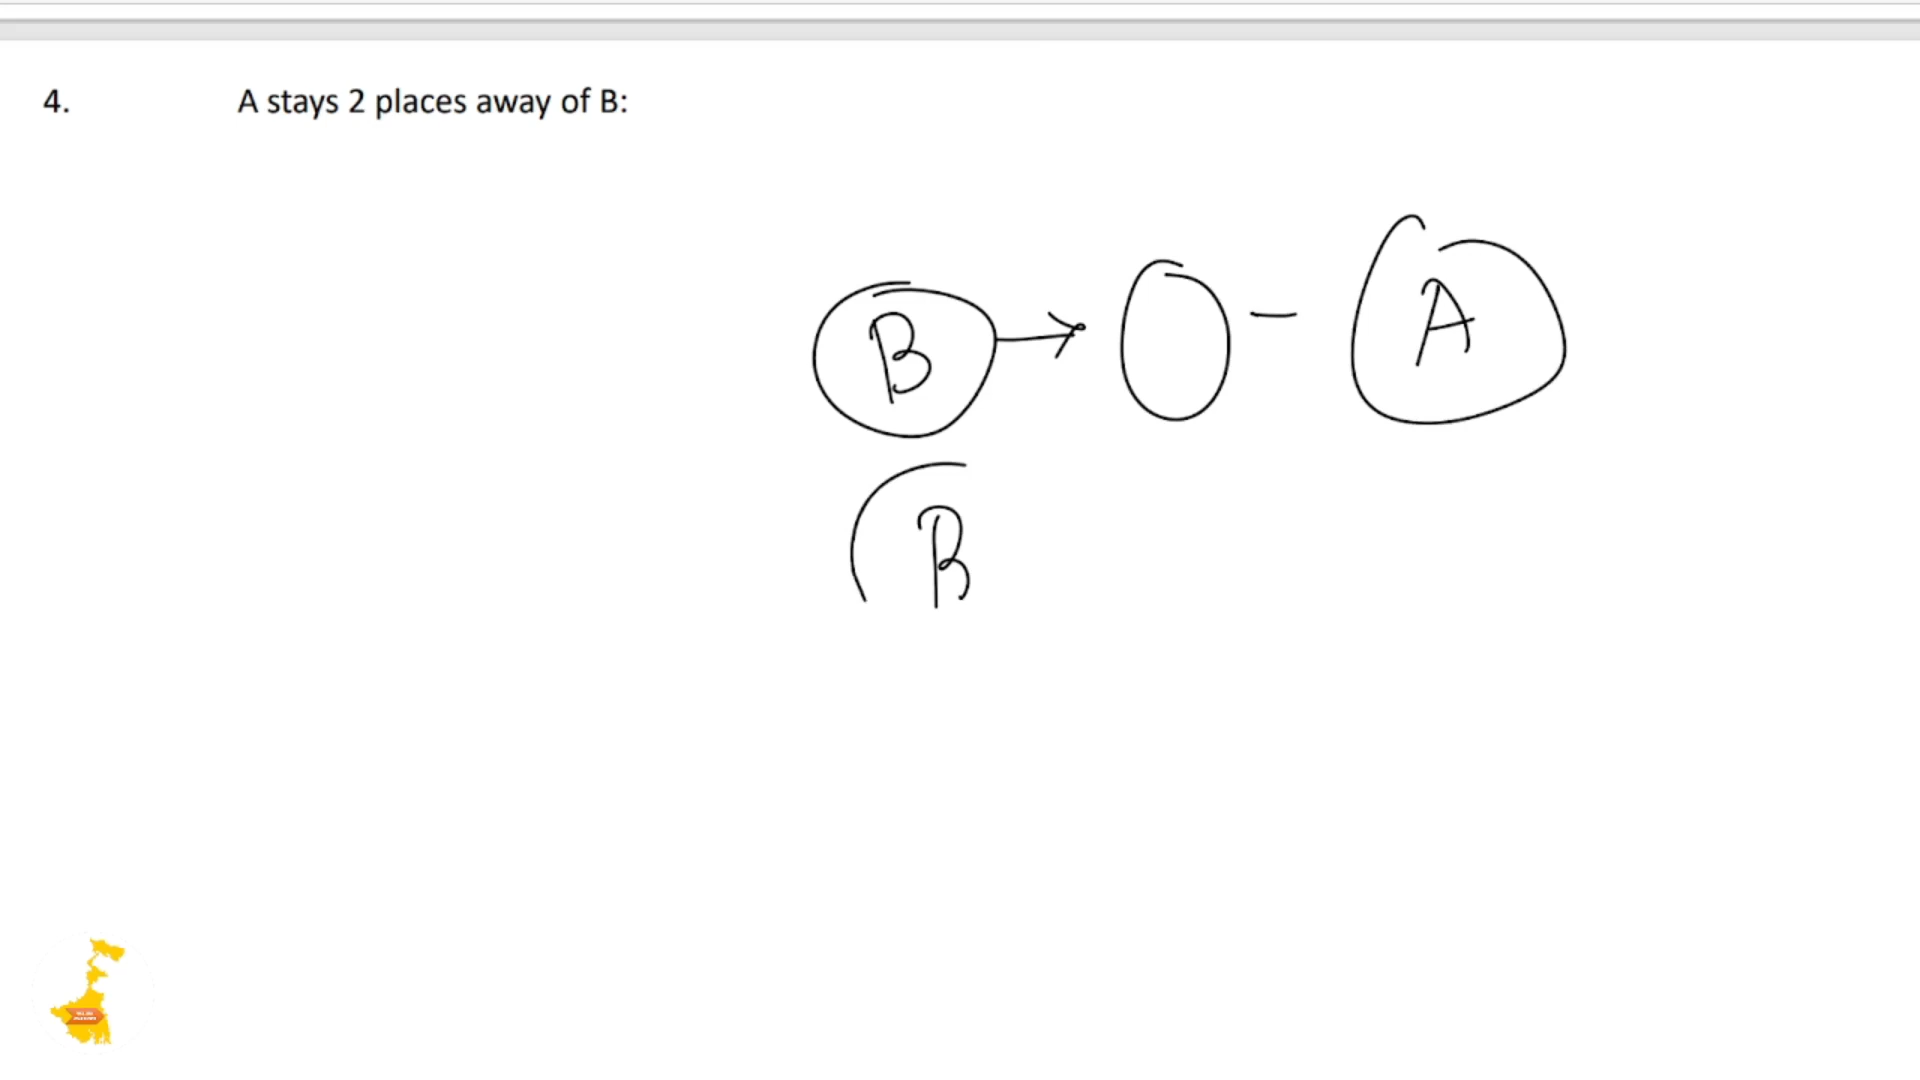 4. A stays 2 places away of B:
B → O - A
B